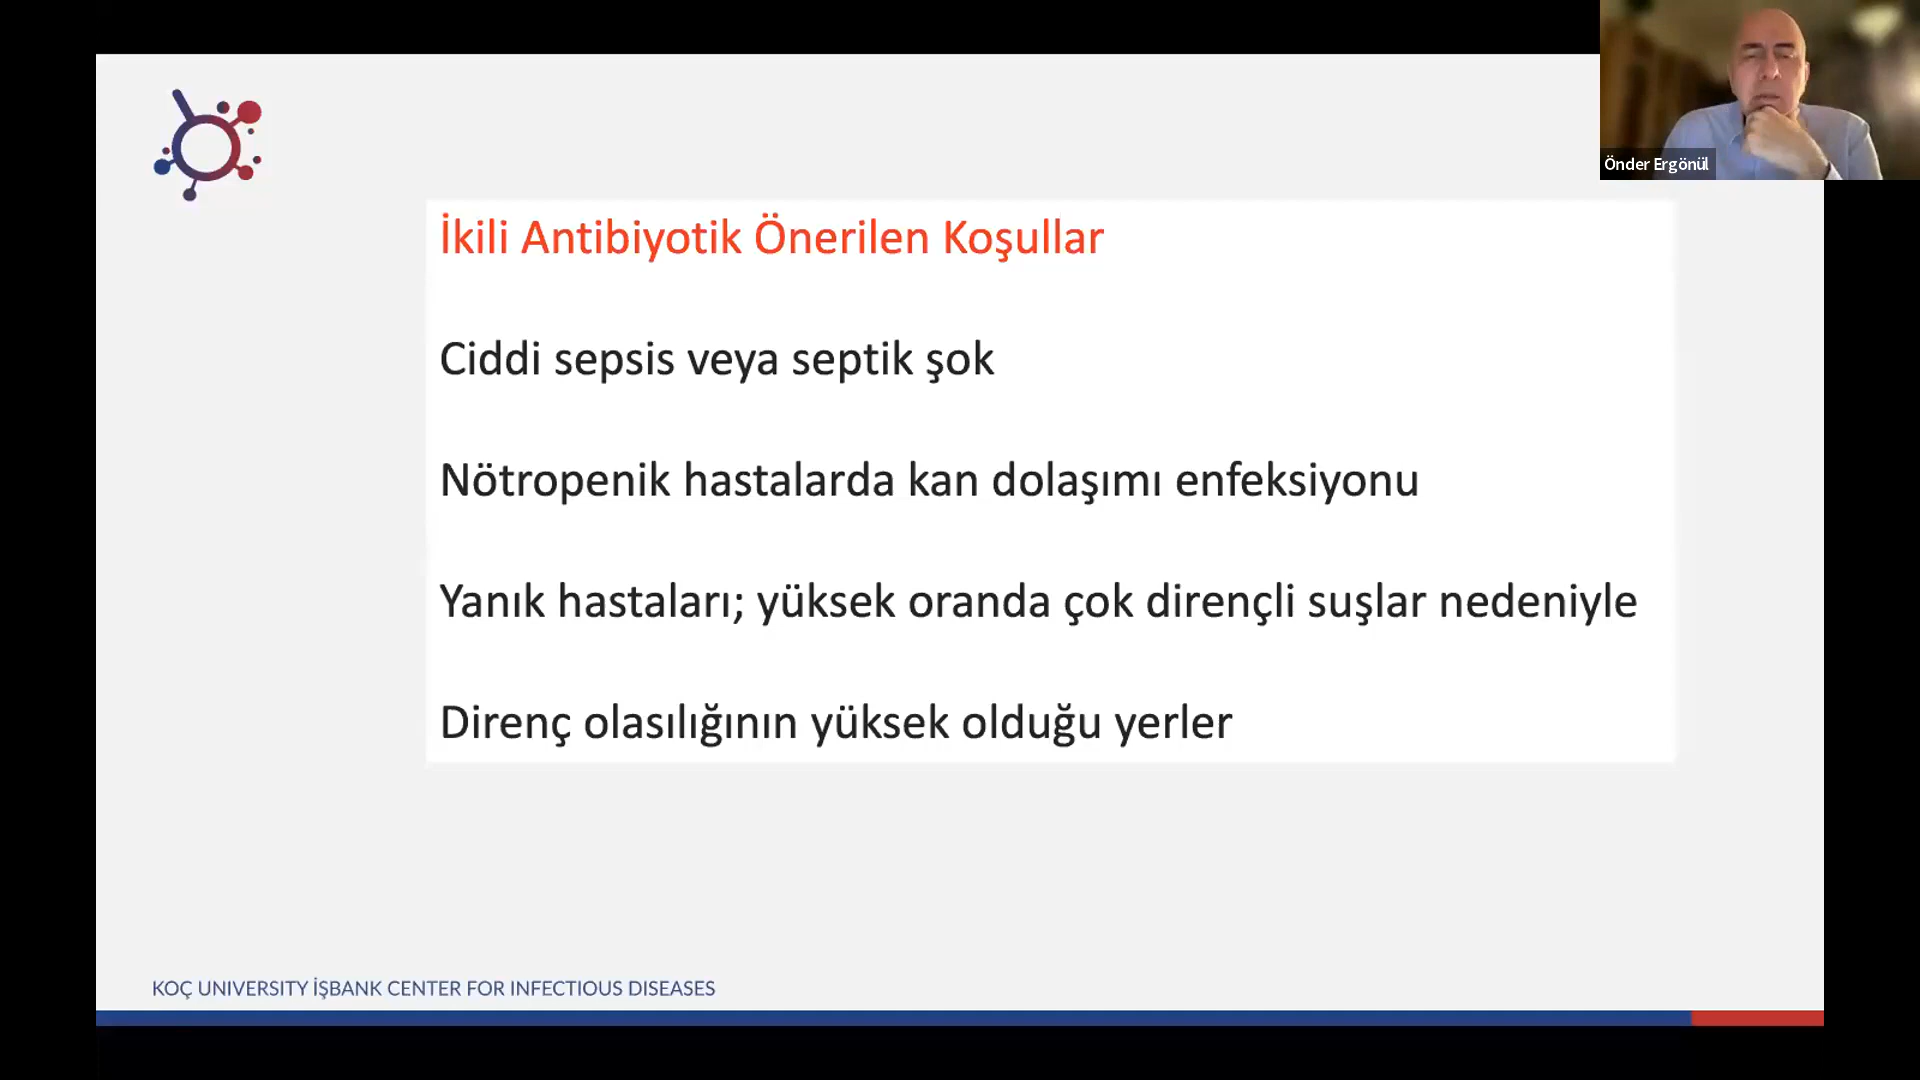 Önder Ergönül
İkili Antibiyotik Önerilen Koşullar
Ciddi sepsis veya septik şok
Nötropenik hastalarda kan dolaşımı enfeksiyonu
Yanık hastaları; yüksek oranda çok dirençli suşlar nedeniyle
Direnç olasılığının yüksek olduğu yerler
KOÇ UNIVERSITY İŞBANK CENTER FOR INFECTIOUS DISEASES